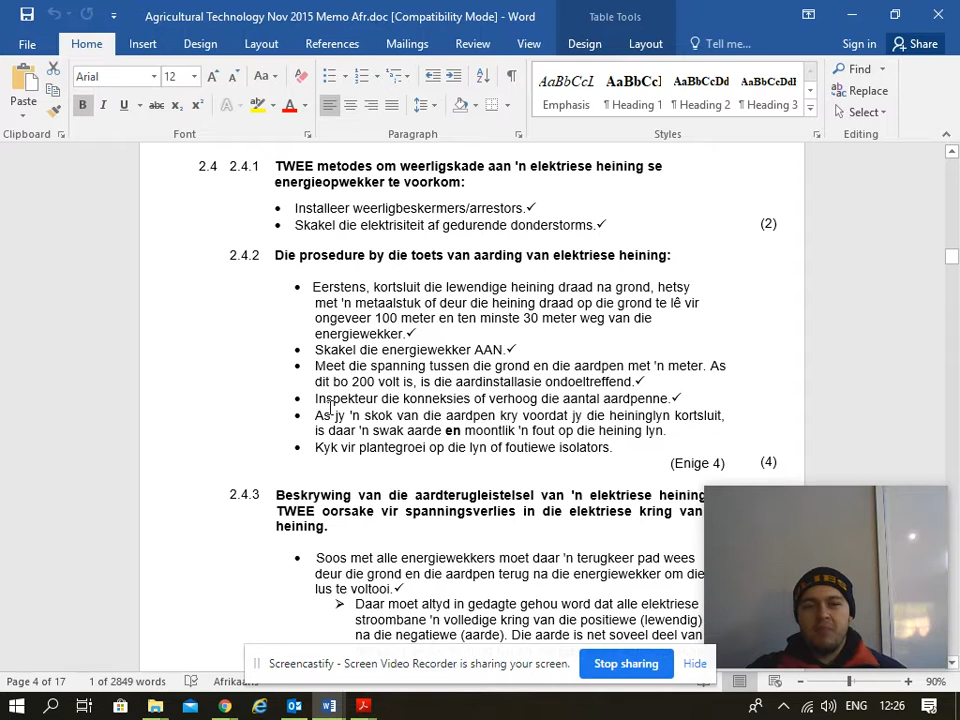 Agricultural Technology Nov 2015 Memo Afr.doc [Compatibility Mode] - Word
Table Tools
File Home Insert Design Layout References Mailings Review View Design Layout Tell me... Sign in Share
Paste
Arial 12
Aa
B I U abc x₂ x² A ab A
AaBbCcL AaBbCcI AaBbCcDd AaBbCcDdI
Emphasis ¶ Heading 1 ¶ Heading 2 ¶ Heading 3
Find
Replace
Select
Clipboard Font Paragraph Styles Editing
2.4 2.4.1 TWEE metodes om weerligskade aan 'n elektriese heining se
energieopwekker te voorkom:
• Installeer weerligbeskermers/arrestors.✓
• Skakel die elektrisiteit af gedurende donderstorms.✓ (2)
2.4.2 Die prosedure by die toets van aarding van elektriese heining:
• Eerstens, kortsluit die lewendige heining draad na grond, hetsy
met 'n metaalstuk of deur die heining draad op die grond te lê vir
ongeveer 100 meter en ten minste 30 meter weg van die
energiewekker.✓
• Skakel die energiewekker AAN.✓
• Meet die spanning tussen die grond en die aardpen met 'n meter. As
dit bo 200 volt is, is die aardinstallasie ondoeltreffend.✓
• Inspekteur die konneksies of verhoog die aantal aardpenne.✓
• As jy 'n skok van die aardpen kry voordat jy die heininglyn kortsluit,
is daar 'n swak aarde en moontlik 'n fout op die heining lyn.
• Kyk vir plantegroei op die lyn of foutiewe isolators.
(Enige 4) (4)
2.4.3 Beskrywing van die aardterugleistelsel van 'n elektriese heining
TWEE oorsake vir spanningsverlies in die elektriese kring van
heining.
• Soos met alle energiewekkers moet daar 'n terugkeer pad wees
deur die grond en die aardpen terug na die energiewekker om die
lus te voltooi.✓
➢ Daar moet altyd in gedagte gehou word dat alle elektriese
stroombane 'n volledige kring van die positiewe (lewendig)
na die negatiewe (aarde). Die aarde is net soveel deel van
Screencastify - Screen Video Recorder is sharing your screen. Stop sharing Hide
Page 4 of 17 1 of 2849 words Afrikaans 90%
ENG 12:26